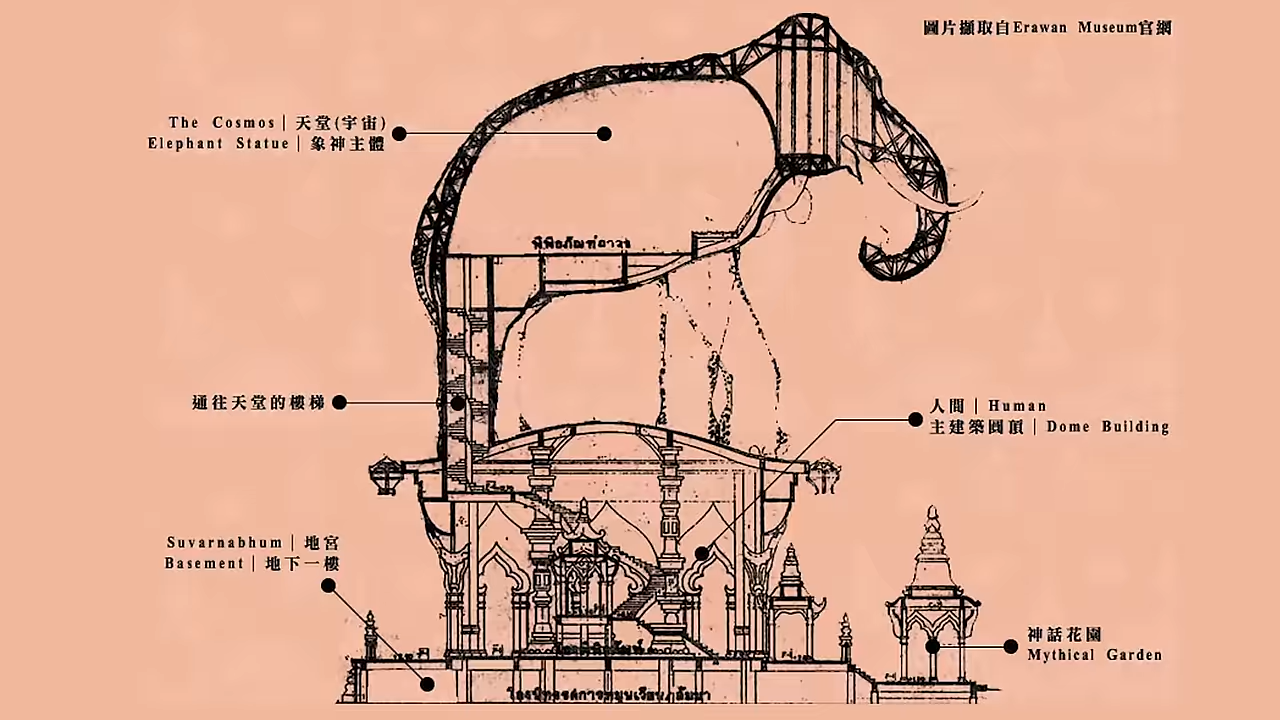 圖片擷取自Erawan Museum官網
The Cosmos | 天堂(宇宙)
Elephant Statue | 象神主體
通往天堂的樓梯
人間 | Human
主建築圓頂 | Dome Building
Suvarnabhum | 地宮
Basement | 地下一樓
神話花園
Mythical Garden